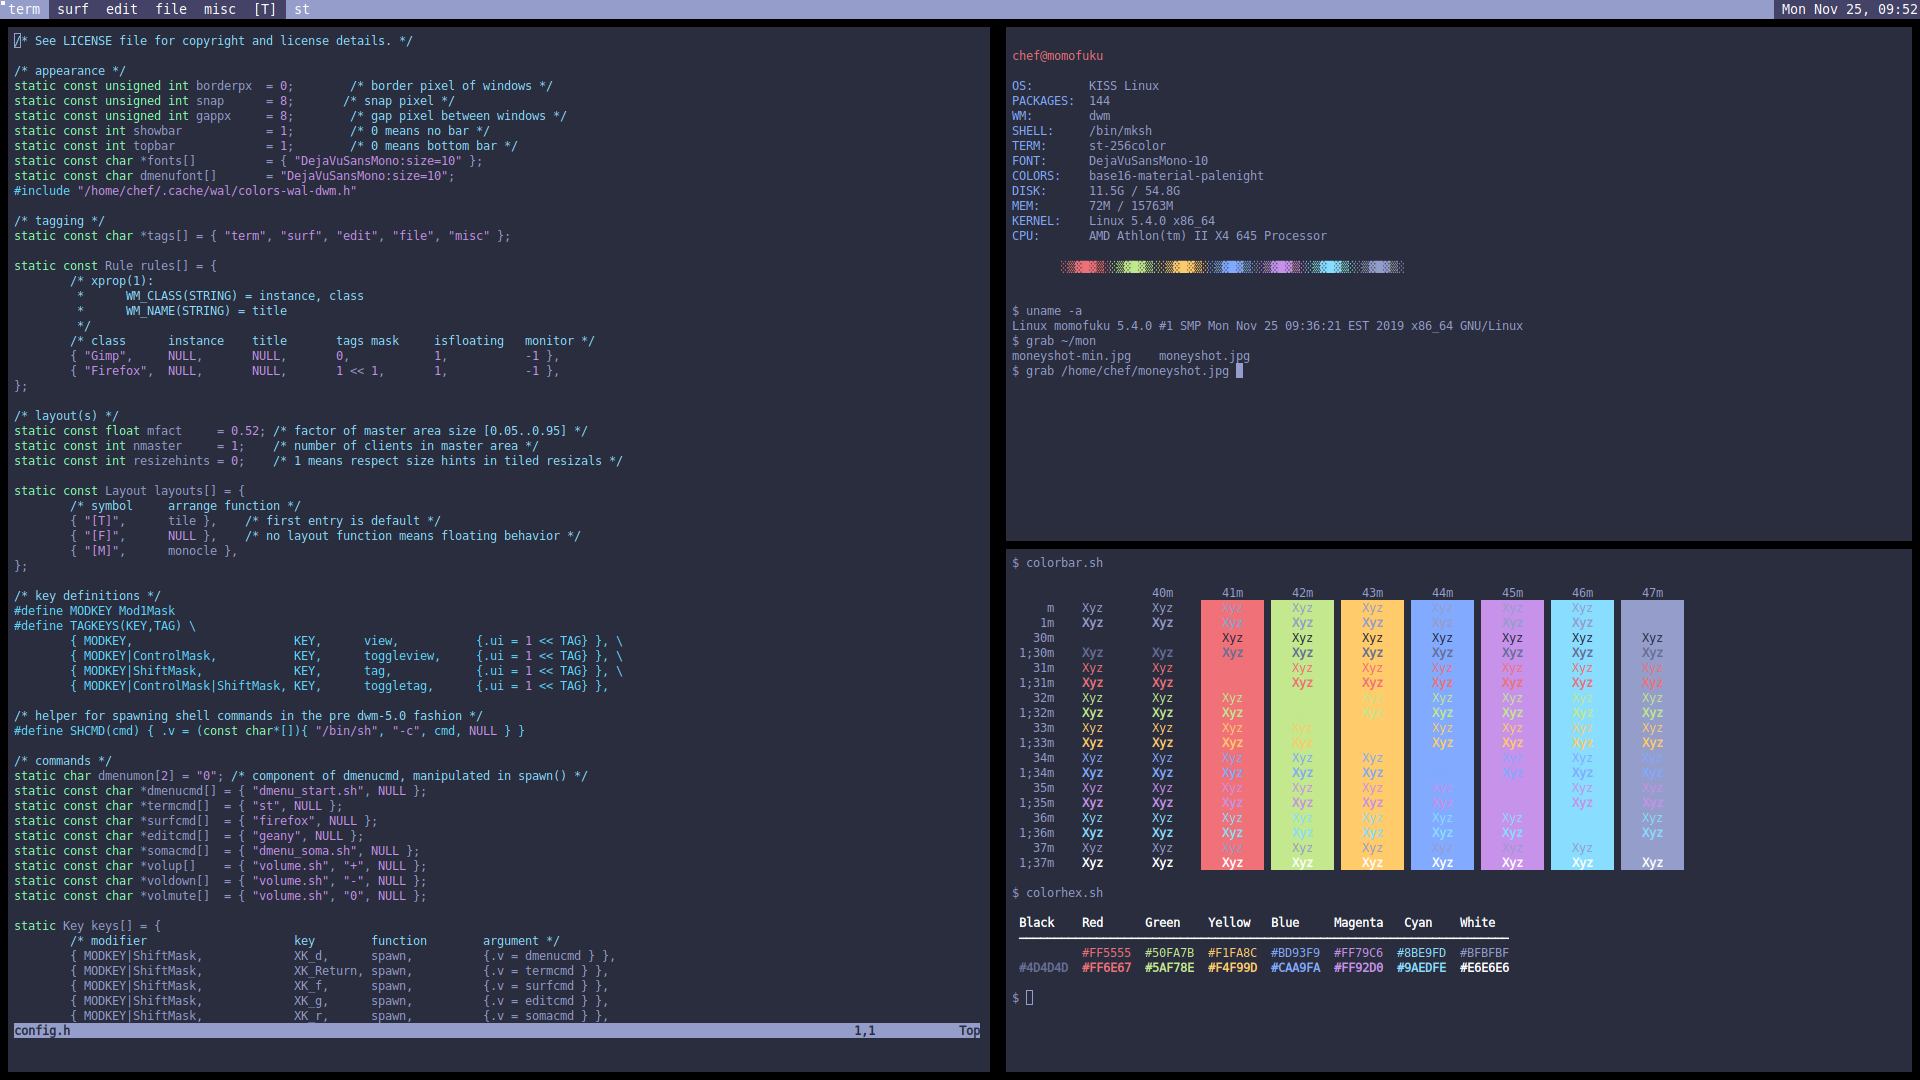 term surf edit file misc [T] st Mon Nov 25, 09:52
/* See LICENSE file for copyright and license details. */
/* appearance */
static const unsigned int borderpx  = 0;        /* border pixel of windows */
static const unsigned int snap      = 8;       /* snap pixel */
static const unsigned int gappx     = 8;        /* gap pixel between windows */
static const int showbar            = 1;        /* 0 means no bar */
static const int topbar             = 1;        /* 0 means bottom bar */
static const char *fonts[]          = { "DejaVuSansMono:size=10" };
static const char dmenufont[]       = "DejaVuSansMono:size=10";
#include "/home/chef/.cache/wal/colors-wal-dwm.h"
/* tagging */
static const char *tags[] = { "term", "surf", "edit", "file", "misc" };
static const Rule rules[] = {
/* xprop(1):
 *      WM_CLASS(STRING) = instance, class
 *      WM_NAME(STRING) = title
 */
/* class      instance    title       tags mask     isfloating   monitor */
{ "Gimp",     NULL,       NULL,       0,            1,           -1 },
{ "Firefox",  NULL,       NULL,       1 << 1,       1,           -1 },
};
/* layout(s) */
static const float mfact     = 0.52; /* factor of master area size [0.05..0.95] */
static const int nmaster     = 1;    /* number of clients in master area */
static const int resizehints = 0;    /* 1 means respect size hints in tiled resizals */
static const Layout layouts[] = {
/* symbol     arrange function */
{ "[T]",      tile },    /* first entry is default */
{ "[F]",      NULL },    /* no layout function means floating behavior */
{ "[M]",      monocle },
};
/* key definitions */
#define MODKEY Mod1Mask
#define TAGKEYS(KEY,TAG) \
{ MODKEY,                       KEY,      view,           {.ui = 1 << TAG} }, \
{ MODKEY|ControlMask,           KEY,      toggleview,     {.ui = 1 << TAG} }, \
{ MODKEY|ShiftMask,             KEY,      tag,            {.ui = 1 << TAG} }, \
{ MODKEY|ControlMask|ShiftMask, KEY,      toggletag,      {.ui = 1 << TAG} },
/* helper for spawning shell commands in the pre dwm-5.0 fashion */
#define SHCMD(cmd) { .v = (const char*[]){ "/bin/sh", "-c", cmd, NULL } }
/* commands */
static char dmenumon[2] = "0"; /* component of dmenucmd, manipulated in spawn() */
static const char *dmenucmd[] = { "dmenu_start.sh", NULL };
static const char *termcmd[]  = { "st", NULL };
static const char *surfcmd[]  = { "firefox", NULL };
static const char *editcmd[]  = { "geany", NULL };
static const char *somacmd[]  = { "dmenu_soma.sh", NULL };
static const char *volup[]    = { "volume.sh", "+", NULL };
static const char *voldown[]  = { "volume.sh", "-", NULL };
static const char *volmute[]  = { "volume.sh", "0", NULL };
static Key keys[] = {
/* modifier                     key        function        argument */
{ MODKEY|ShiftMask,             XK_d,      spawn,          {.v = dmenucmd } },
{ MODKEY|ShiftMask,             XK_Return, spawn,          {.v = termcmd } },
{ MODKEY|ShiftMask,             XK_f,      spawn,          {.v = surfcmd } },
{ MODKEY|ShiftMask,             XK_g,      spawn,          {.v = editcmd } },
{ MODKEY|ShiftMask,             XK_r,      spawn,          {.v = somacmd } },
config.h 1,1 Top
chef@momofuku
OS:        KISS Linux
PACKAGES:  144
WM:        dwm
SHELL:     /bin/mksh
TERM:      st-256color
FONT:      DejaVuSansMono-10
COLORS:    base16-material-palenight
DISK:      11.5G / 54.8G
MEM:       72M / 15763M
KERNEL:    Linux 5.4.0 x86_64
CPU:       AMD Athlon(tm) II X4 645 Processor
$ uname -a
Linux momofuku 5.4.0 #1 SMP Mon Nov 25 09:36:21 EST 2019 x86_64 GNU/Linux
$ grab ~/mon
moneyshot-min.jpg    moneyshot.jpg
$ grab /home/chef/moneyshot.jpg
$ colorbar.sh
40m 41m 42m 43m 44m 45m 46m 47m
m Xyz Xyz Xyz Xyz Xyz Xyz Xyz Xyz
1m Xyz Xyz Xyz Xyz Xyz Xyz Xyz Xyz
30m Xyz Xyz Xyz Xyz Xyz Xyz Xyz
1;30m Xyz Xyz Xyz Xyz Xyz Xyz Xyz Xyz Xyz
31m Xyz Xyz Xyz Xyz Xyz Xyz Xyz Xyz
1;31m Xyz Xyz Xyz Xyz Xyz Xyz Xyz Xyz
32m Xyz Xyz Xyz Xyz Xyz Xyz Xyz Xyz
1;32m Xyz Xyz Xyz Xyz Xyz Xyz Xyz Xyz
33m Xyz Xyz Xyz Xyz Xyz Xyz Xyz Xyz
1;33m Xyz Xyz Xyz Xyz Xyz Xyz Xyz Xyz
34m Xyz Xyz Xyz Xyz Xyz Xyz Xyz Xyz
1;34m Xyz Xyz Xyz Xyz Xyz Xyz Xyz Xyz
35m Xyz Xyz Xyz Xyz Xyz Xyz Xyz Xyz
1;35m Xyz Xyz Xyz Xyz Xyz Xyz Xyz Xyz
36m Xyz Xyz Xyz Xyz Xyz Xyz Xyz Xyz
1;36m Xyz Xyz Xyz Xyz Xyz Xyz Xyz Xyz
37m Xyz Xyz Xyz Xyz Xyz Xyz Xyz Xyz
1;37m Xyz Xyz Xyz Xyz Xyz Xyz Xyz Xyz Xyz
$ colorhex.sh
Black Red Green Yellow Blue Magenta Cyan White
#FF5555 #50FA7B #F1FA8C #BD93F9 #FF79C6 #8BE9FD #BFBFBF
#4D4D4D #FF6E67 #5AF78E #F4F99D #CAA9FA #FF92D0 #9AEDFE #E6E6E6
$